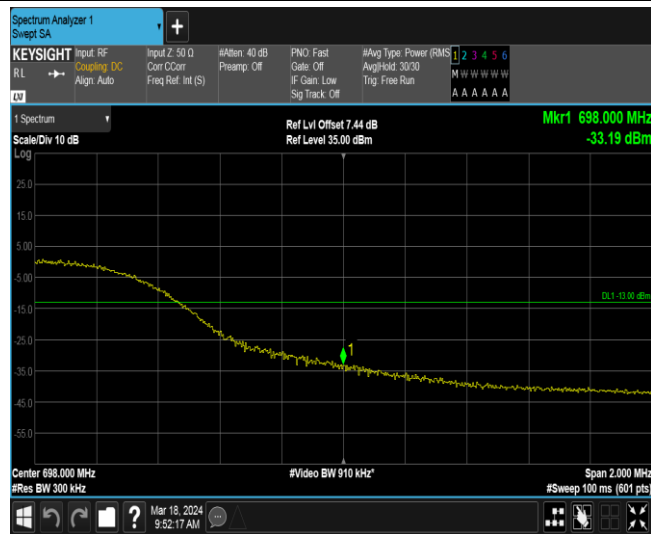 Spectrum Analyzer 1
Swept SA
+
KEYSIGHT
RL
Input: RF
Coupling: DC
Align: Auto
Input Z: 50 Ω
Corr CCorr
Freq Ref: Int (S)
#Atten: 40 dB
Preamp: Off
PNO: Fast
Gate: Off
IF Gain: Low
Sig Track: Off
#Avg Type: Power (RMS
Avg|Hold: 30/30
Trig: Free Run
1 2 3 4 5 6
M W W W W W
A A A A A A
1 Spectrum
Scale/Div 10 dB
Ref Lvl Offset 7.44 dB
Ref Level 35.00 dBm
Mkr1 698.000 MHz
-33.19 dBm
Log
25.0
15.0
5.00
-5.00
DL1 -13.00 dBm
-15.0
-25.0
1
-35.0
-45.0
-55.0
Center 698.000 MHz
#Video BW 910 kHz*
Span 2.000 MHz
#Res BW 300 kHz
#Sweep 100 ms (601 pts)
?
Mar 18, 2024
9:52:17 AM